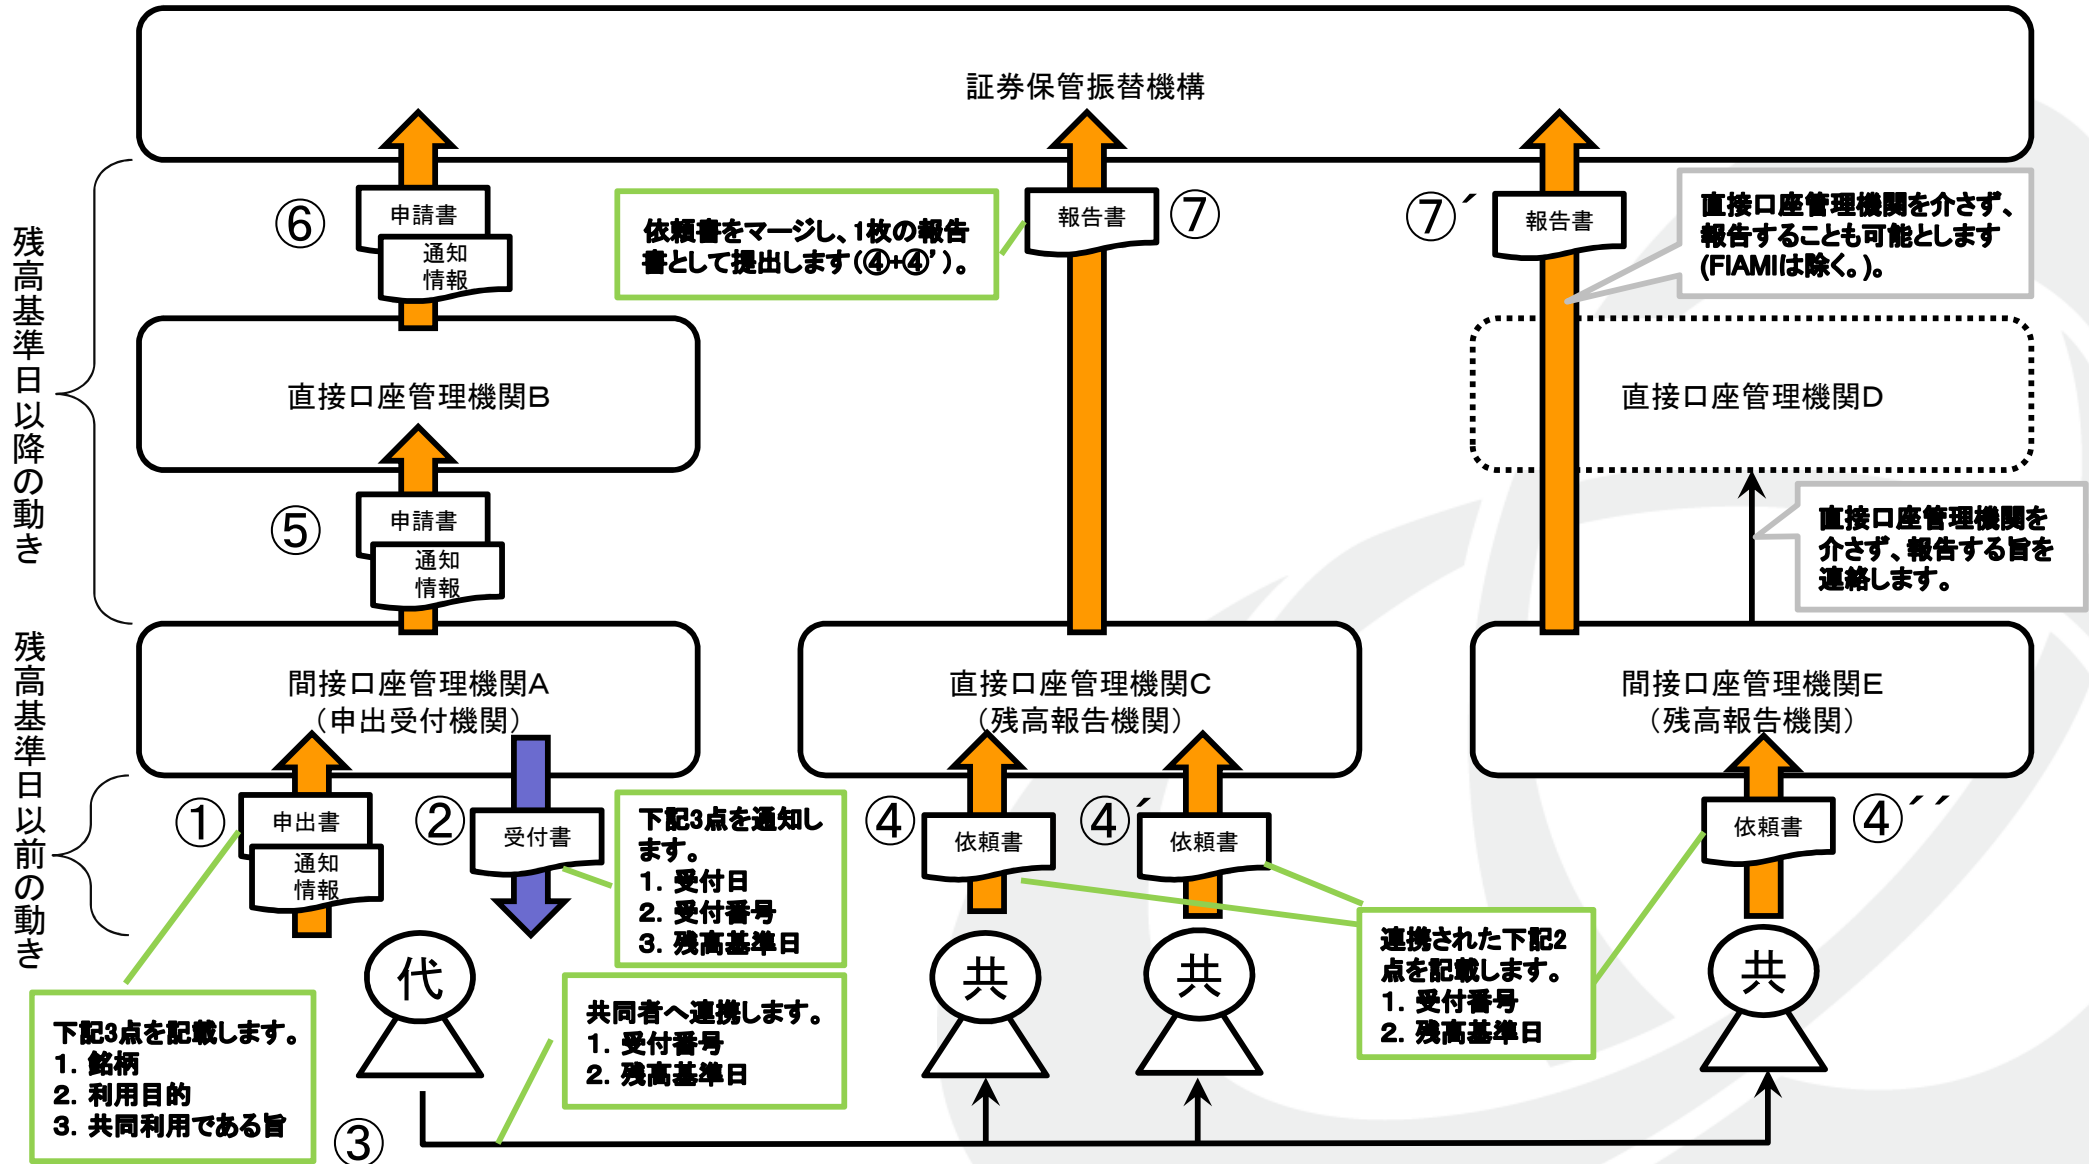 証券保管振替機構
残高基準日以降の動き
残高基準日以前の動き
⑥
申請書
通知
情報
依頼書をマージし、1枚の報告
書として提出します(④+④')。
報告書
⑦
⑦´
報告書
直接口座管理機関を介さず、
報告することも可能とします
(FIAMIは除く。)。
直接口座管理機関B
直接口座管理機関D
⑤
申請書
通知
情報
直接口座管理機関を
介さず、報告する旨を
連絡します。
間接口座管理機関A
(申出受付機関)
直接口座管理機関C
(残高報告機関)
間接口座管理機関E
(残高報告機関)
①
申出書
通知
情報
②
受付書
下記3点を通知し
ます。
1. 受付日
2. 受付番号
3. 残高基準日
④
依頼書
④´
依頼書
依頼書
④´´
連携された下記2
点を記載します。
1. 受付番号
2. 残高基準日
代
共
共
共
下記3点を記載します。
1. 銘柄
2. 利用目的
3. 共同利用である旨
共同者へ連携します。
1. 受付番号
2. 残高基準日
③